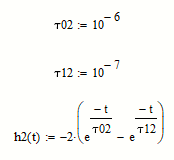 τ02 := 10^-6
τ12 := 10^-7
h2(t) := -2·(e^(-t/τ02) - e^(-t/τ12))